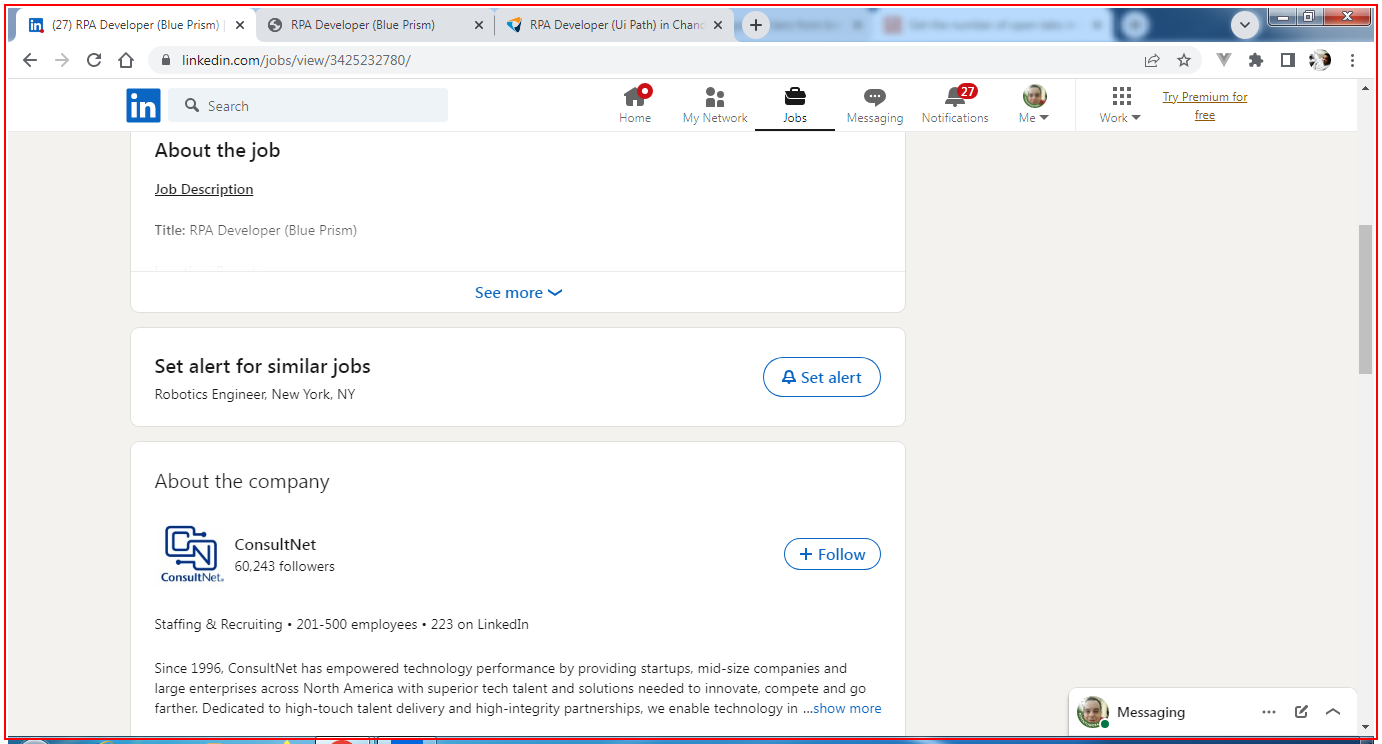 (27) RPA Developer (Blue Prism) |
RPA Developer (Blue Prism)
RPA Developer (Ui Path) in Chand
linkedin.com/jobs/view/3425232780/
in
Search
Home
My Network
Jobs
Messaging
27
Notifications
Me
Work
Try Premium for
free
About the job
Job Description
Title: RPA Developer (Blue Prism)
See more
Set alert for similar jobs
Robotics Engineer, New York, NY
Set alert
About the company
CN
ConsultNet
ConsultNet
60,243 followers
+ Follow
Staffing & Recruiting • 201-500 employees • 223 on LinkedIn
Since 1996, ConsultNet has empowered technology performance by providing startups, mid-size companies and
large enterprises across North America with superior tech talent and solutions needed to innovate, compete and go
farther. Dedicated to high-touch talent delivery and high-integrity partnerships, we enable technology in ...show more
Messaging